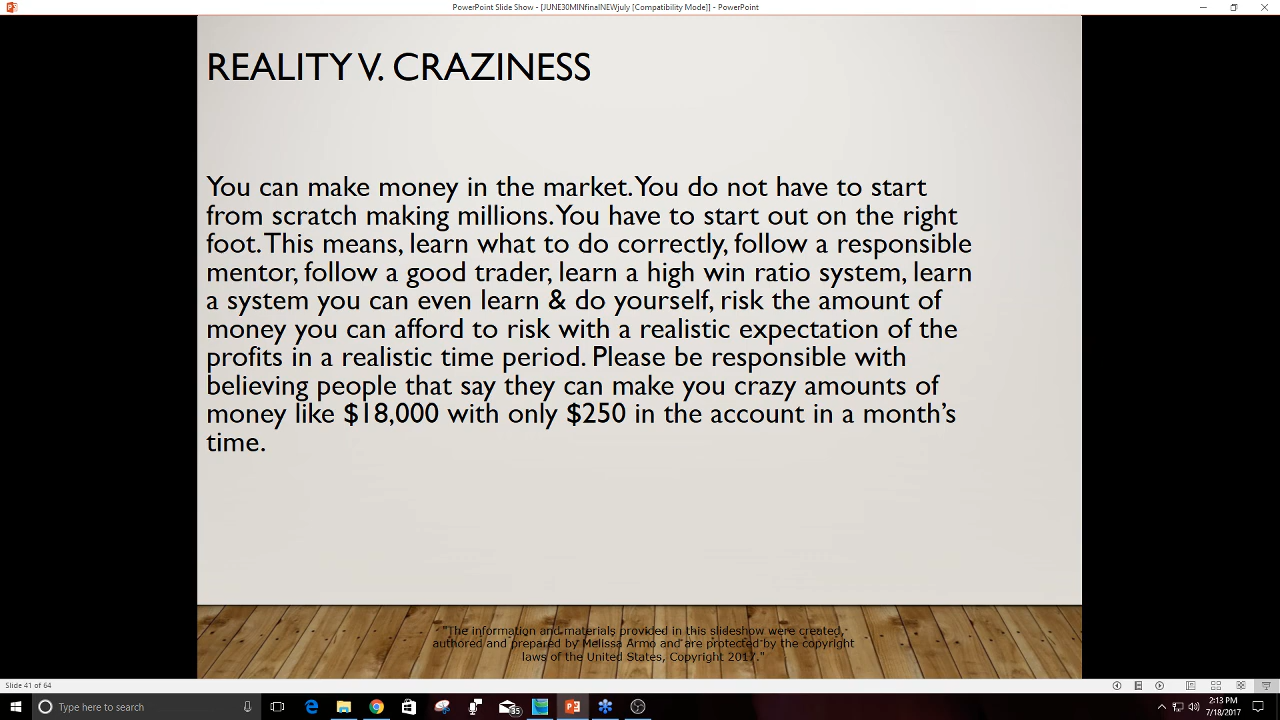 PowerPoint Slide Show - [JUNE30MINfinalNEWjuly [Compatibility Mode]] - PowerPoint
REALITY V. CRAZINESS
You can make money in the market. You do not have to start
from scratch making millions. You have to start out on the right
foot. This means, learn what to do correctly, follow a responsible
mentor, follow a good trader, learn a high win ratio system, learn
a system you can even learn & do yourself, risk the amount of
money you can afford to risk with a realistic expectation of the
profits in a realistic time period. Please be responsible with
believing people that say they can make you crazy amounts of
money like $18,000 with only $250 in the account in a month's
time.
"The information and materials provided in this slideshow were created,
authored and prepared by Melissa Armo and are protected by the copyright
laws of the United States, Copyright 2017."
Slide 41 of 64
Type here to search
35
2:13 PM
7/18/2017